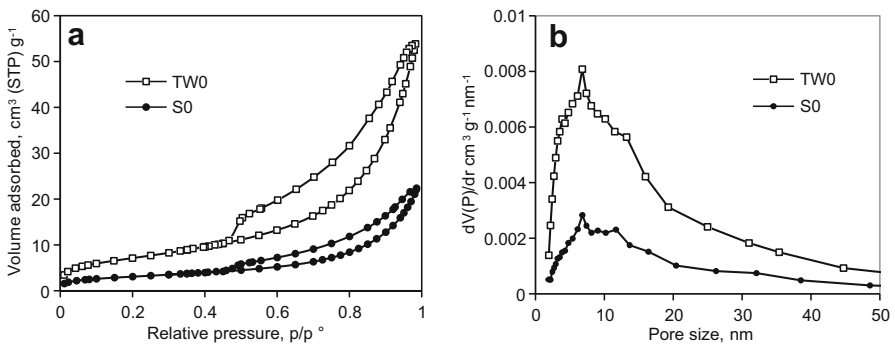 a
TW0
S0
Volume adsorbed, cm³ (STP) g⁻¹
60
50
40
30
20
10
0
0 0.2 0.4 0.6 0.8 1
Relative pressure, p/p °
b
TW0
S0
dV(P)/dr cm³ g⁻¹ nm⁻¹
0.01
0.008
0.006
0.004
0.002
0
0 10 20 30 40 50
Pore size, nm